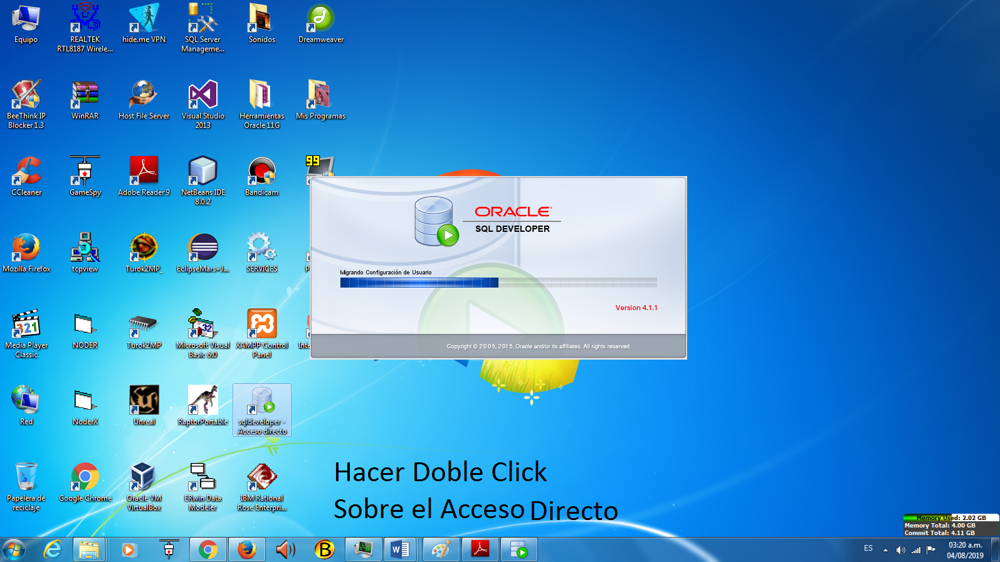 Equipo
REALTEK
RTL8187 Wirele...
hide.me VPN
SQL Server
Manageme...
Sonidos
Dreamweaver
BeeThink IP
Blocker 1.3
WinRAR
Host File Server
Visual Studio
2013
Herramientas
Oracle 11G
Mis Programas
CCleaner
GameSpy
Adobe Reader 9
NetBeans IDE
8.0.2
Bandicam
99
ORACLE
SQL DEVELOPER
Migrando Configuración de Usuario
Version 4.1.1
Copyright © 2005, 2015, Oracle and/or its affiliates. All rights reserved.
Mozilla Firefox
tcpview
Turok2MP_
EclipseMars+J...
SERVICES
P
321
32
Media Player
Classic
NODER
Turok2MP
Microsoft Visual
Basic 6.0
XAMPP Control
Panel
Inte
Red
NoderX
Unreal
RaptorPortable
sqldeveloper -
Acceso directo
Papelera de
reciclaje
Google Chrome
Oracle VM
VirtualBox
ERwin Data
Modeler
IBM Rational
Rose Enterpri...
Hacer Doble Click
Sobre el Acceso Directo
Memory Used: 2.02 GB
Memory Total: 4.00 GB
Commit Total: 4.11 GB
ES
03:20 a.m.
04/08/2019